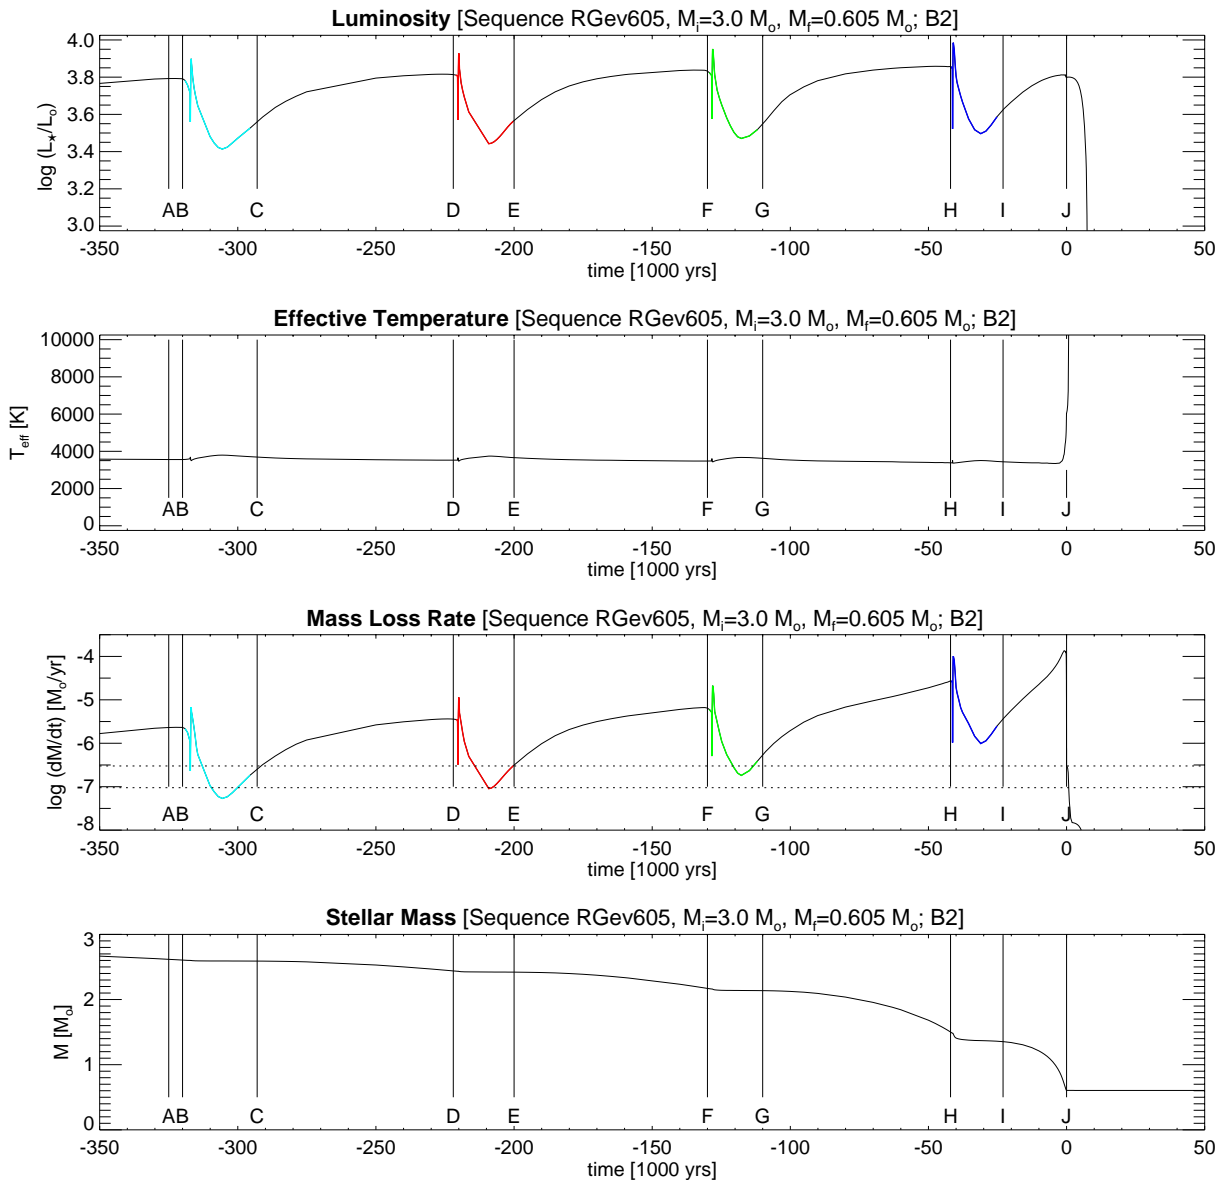 Luminosity [Sequence RGev605, Mi=3.0 Mo, Mf=0.605 Mo; B2]
log (L★/Lo)
4.0
3.8
3.6
3.4
3.2
3.0
A B C D E F G H I J
-350 -300 -250 -200 -150 -100 -50 0 50
time [1000 yrs]
Effective Temperature [Sequence RGev605, Mi=3.0 Mo, Mf=0.605 Mo; B2]
Teff [K]
10000
8000
6000
4000
2000
0
A B C D E F G H I J
-350 -300 -250 -200 -150 -100 -50 0 50
time [1000 yrs]
Mass Loss Rate [Sequence RGev605, Mi=3.0 Mo, Mf=0.605 Mo; B2]
log (dM/dt) [Mo/yr]
-4
-5
-6
-7
-8
A B C D E F G H I J
-350 -300 -250 -200 -150 -100 -50 0 50
time [1000 yrs]
Stellar Mass [Sequence RGev605, Mi=3.0 Mo, Mf=0.605 Mo; B2]
M [Mo]
3
2
1
0
A B C D E F G H I J
-350 -300 -250 -200 -150 -100 -50 0 50
time [1000 yrs]